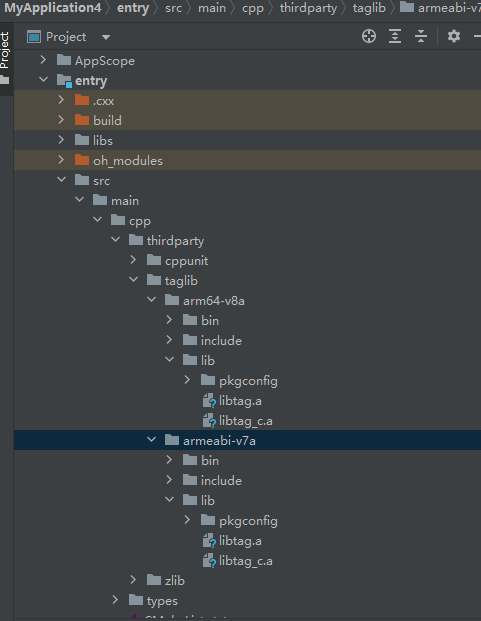 MyApplication4 > entry > src > main > cpp > thirdparty > taglib > armeabi-v7
Project
Project
AppScope
entry
.cxx
build
libs
oh_modules
src
main
cpp
thirdparty
cppunit
taglib
arm64-v8a
bin
include
lib
pkgconfig
libtag.a
libtag_c.a
armeabi-v7a
bin
include
lib
pkgconfig
libtag.a
libtag_c.a
zlib
types